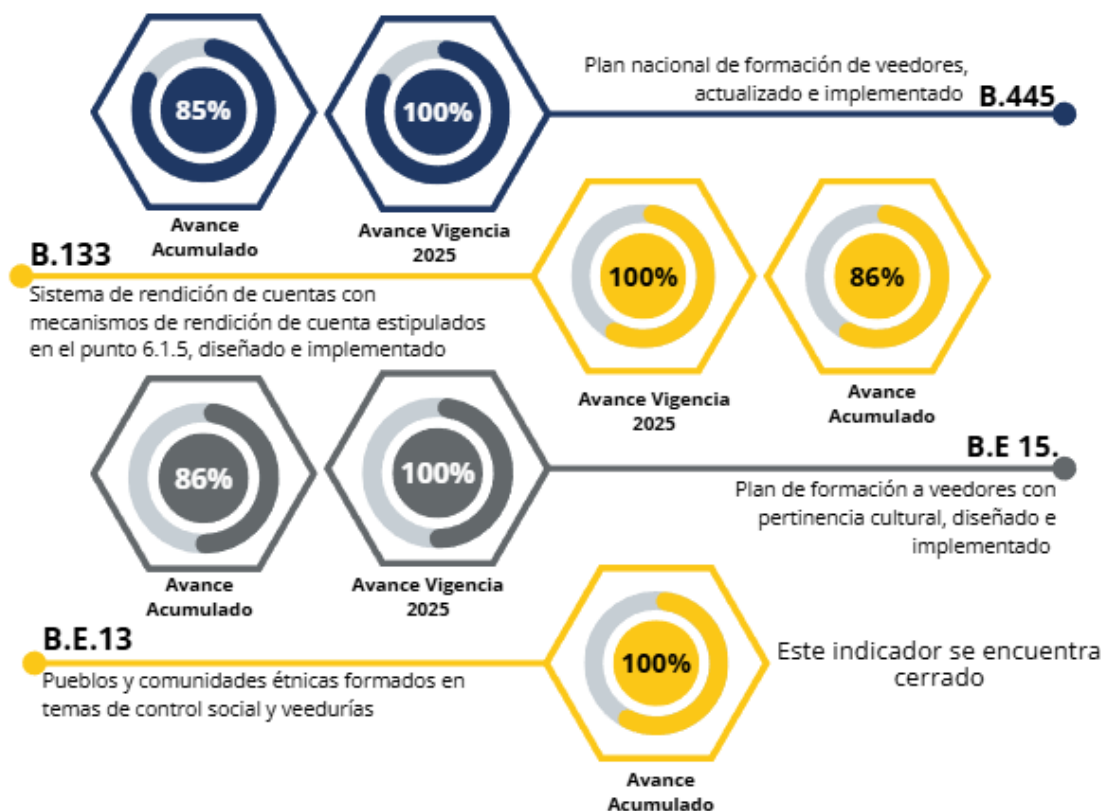 85%
100%
Plan nacional de formación de veedores,
actualizado e implementado
B.445
Avance
Acumulado
Avance Vigencia
2025
B.133
Sistema de rendición de cuentas con
mecanismos de rendición de cuenta estipulados
en el punto 6.1.5, diseñado e implementado
100%
86%
Avance Vigencia
2025
Avance
Acumulado
86%
100%
B.E 15.
Plan de formación a veedores con
pertinencia cultural, diseñado e
implementado
Avance
Acumulado
Avance Vigencia
2025
B.E.13
Pueblos y comunidades étnicas formados en
temas de control social y veedurías
100%
Este indicador se encuentra
cerrado
Avance
Acumulado